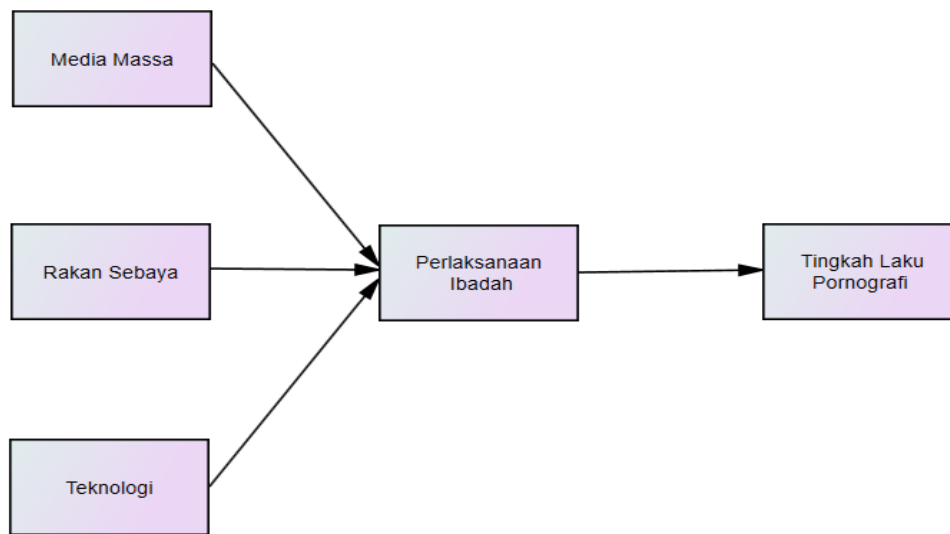 Media Massa
Rakan Sebaya
Perlaksanaan
Ibadah
Tingkah Laku
Pornografi
Teknologi